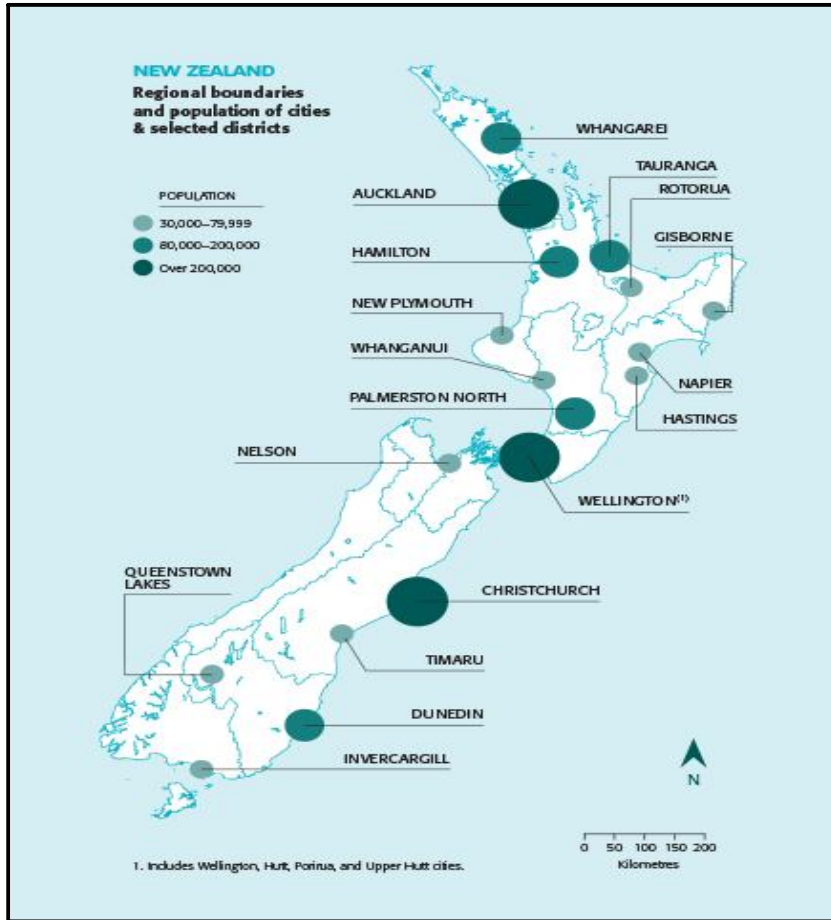 NEW ZEALAND
Regional boundaries
and population of cities
& selected districts
POPULATION
30,000–79,999
80,000–200,000
Over 200,000
WHANGAREI
TAURANGA
ROTORUA
GISBORNE
AUCKLAND
HAMILTON
NEW PLYMOUTH
WHANGANUI
PALMERSTON NORTH
NAPIER
HASTINGS
NELSON
WELLINGTON(1)
QUEENSTOWN
LAKES
CHRISTCHURCH
TIMARU
DUNEDIN
INVERCARGILL
N
0 50 100 150 200
Kilometres
1. Includes Wellington, Hutt, Porirua, and Upper Hutt cities.